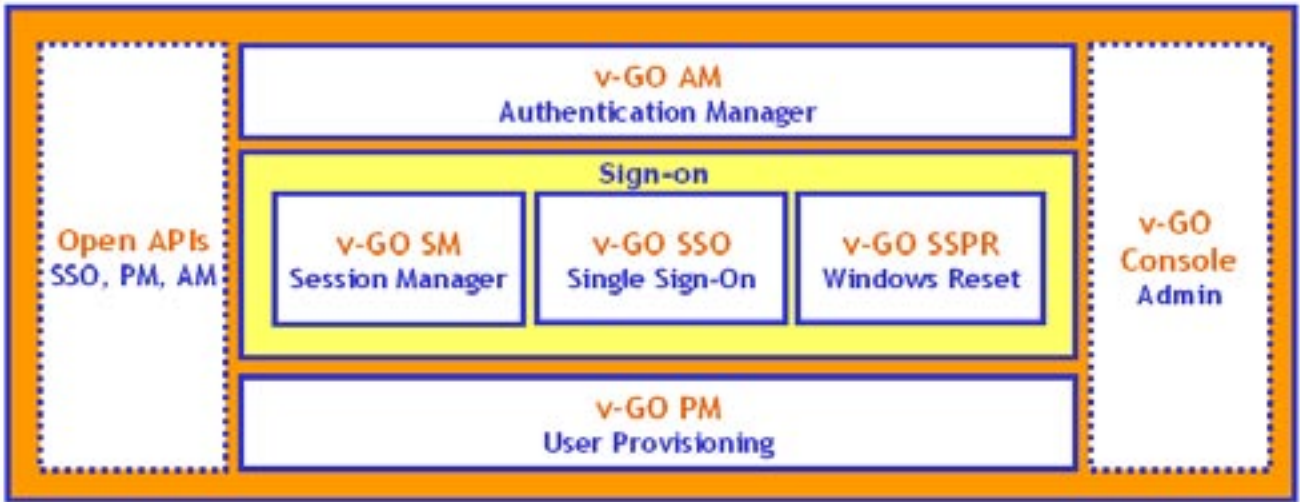 v-GO AM
Authentication Manager
Sign-on
Open APIs
SSO, PM, AM
v-GO SM
Session Manager
v-GO SSO
Single Sign-On
v-GO SSPR
Windows Reset
v-GO
Console
Admin
v-GO PM
User Provisioning